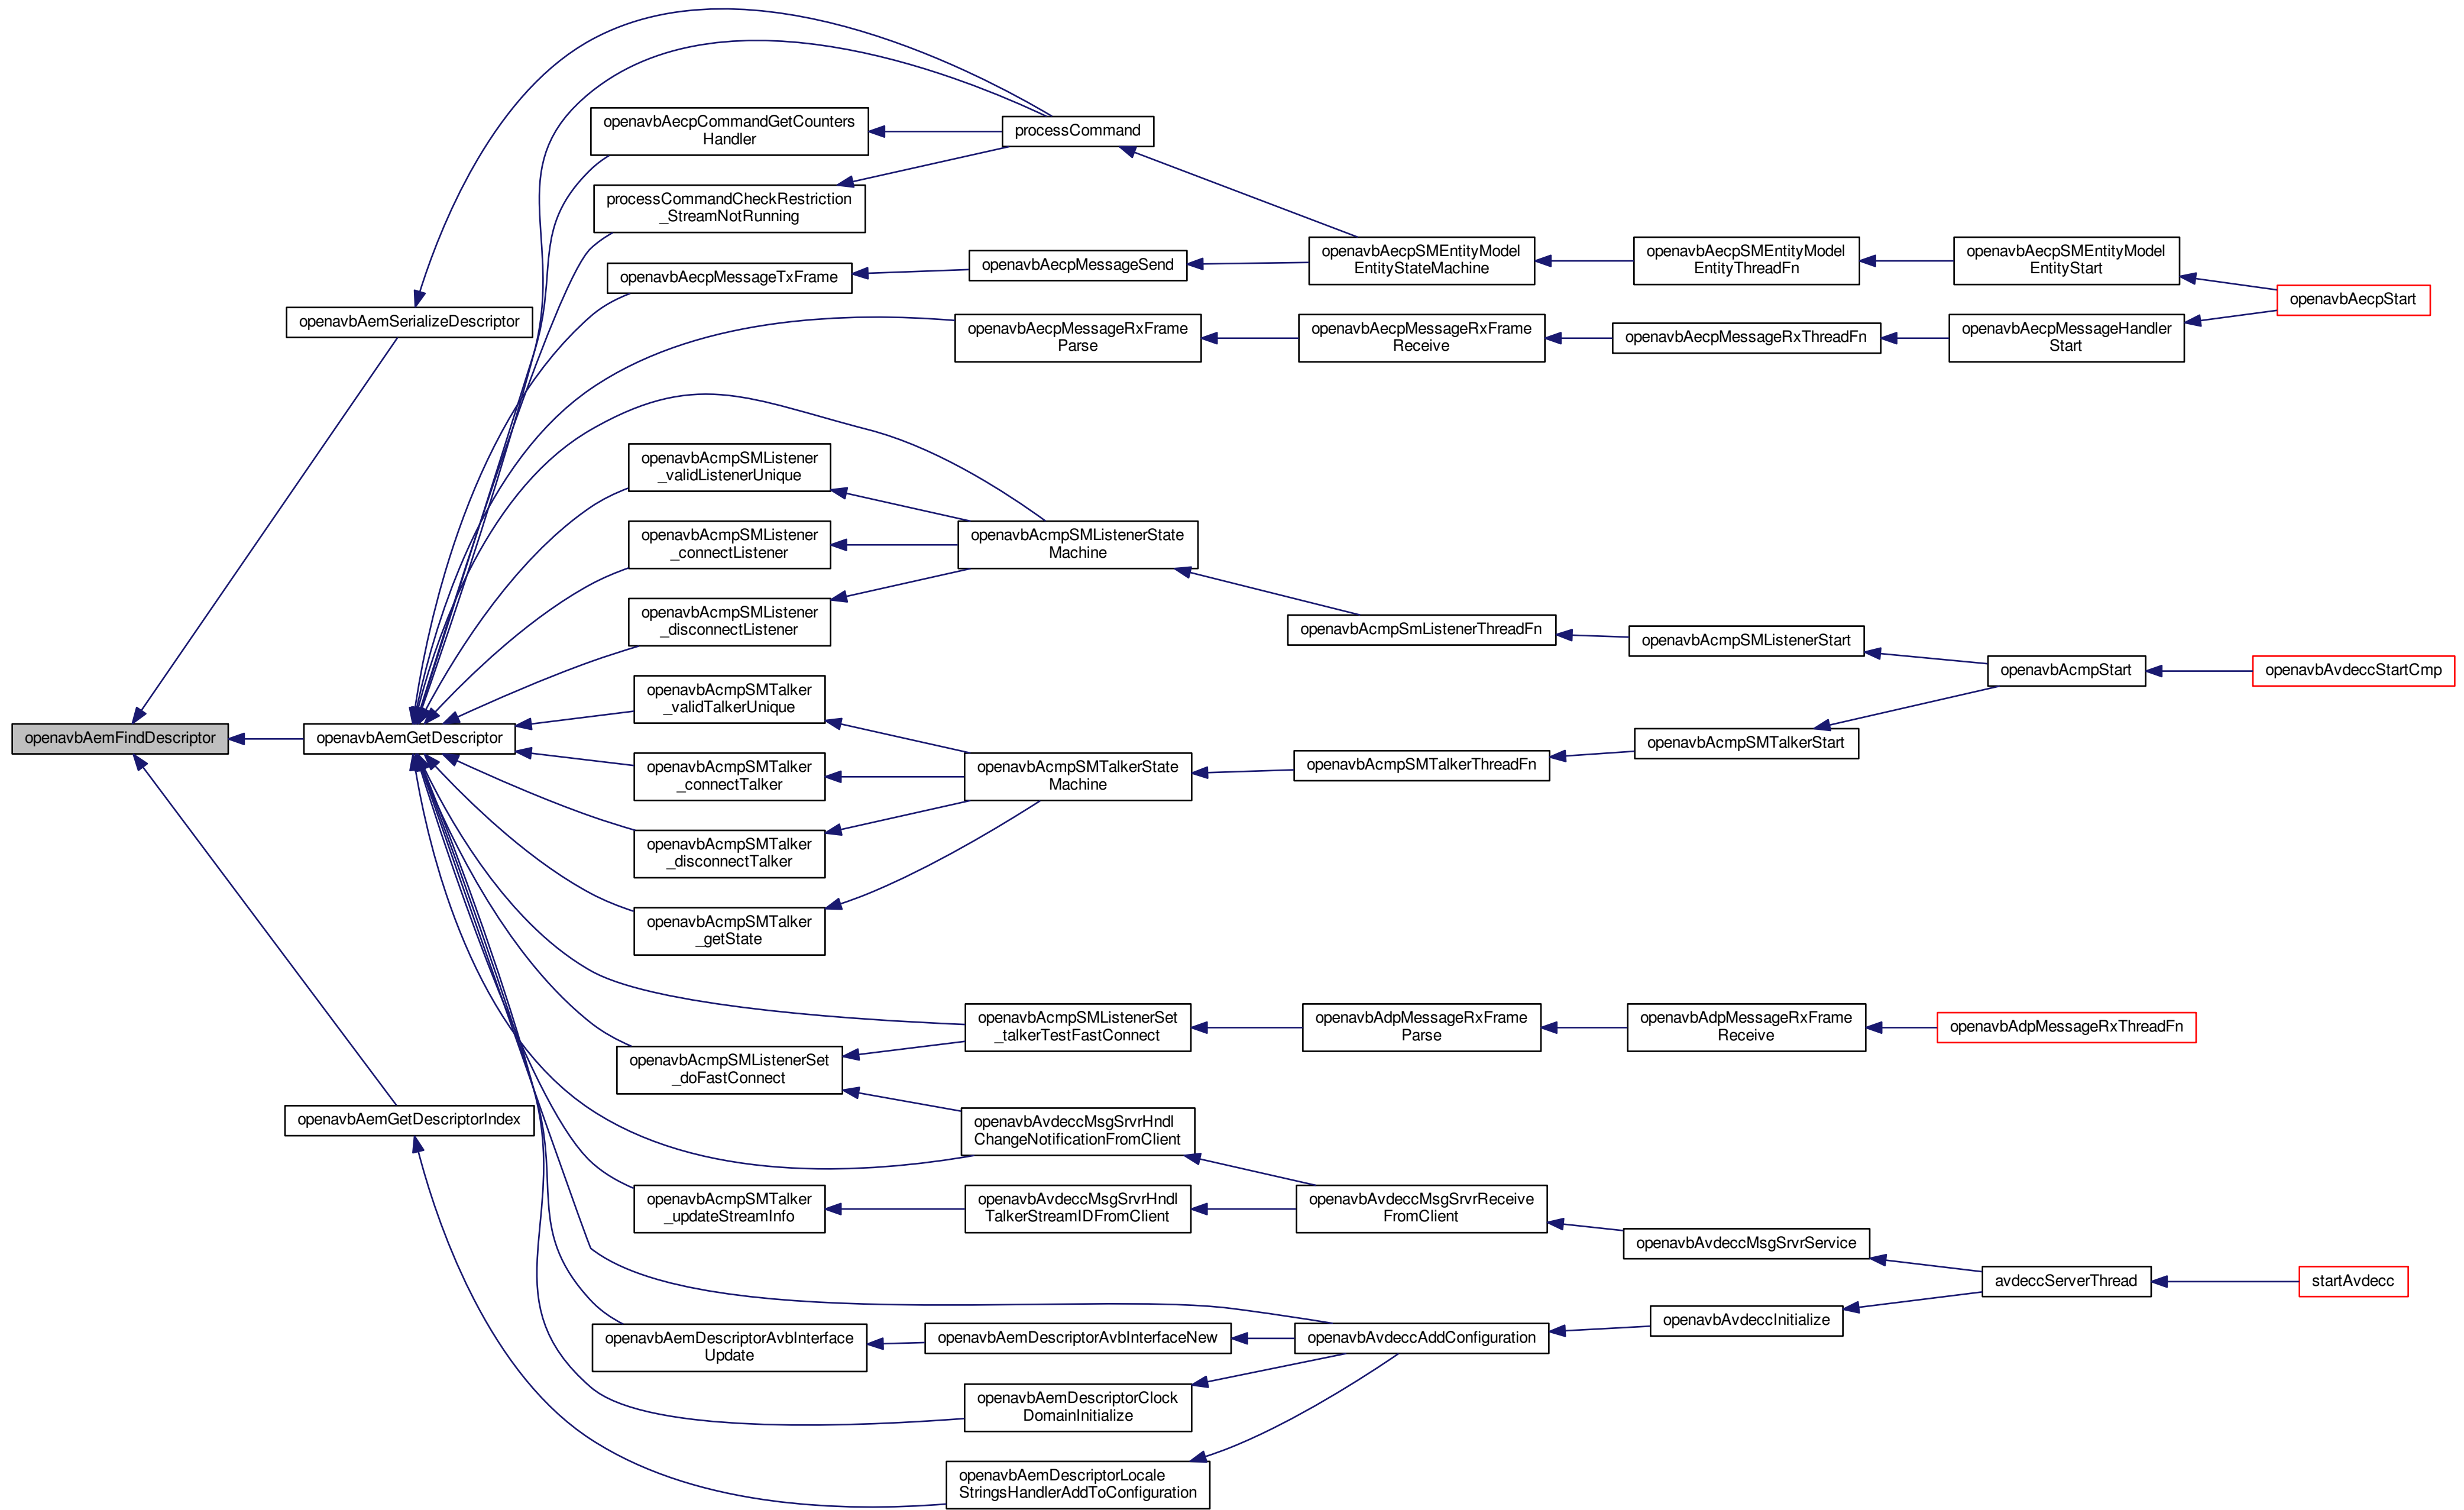 openavbAecpCommandGetCounters
Handler
processCommand
processCommandCheckRestriction
_StreamNotRunning
openavbAecpMessageTxFrame
openavbAecpMessageSend
openavbAecpSMEntityModel
EntityStateMachine
openavbAecpSMEntityModel
EntityThreadFn
openavbAecpSMEntityModel
EntityStart
openavbAecpStart
openavbAemSerializeDescriptor
openavbAecpMessageRxFrame
Parse
openavbAecpMessageRxFrame
Receive
openavbAecpMessageRxThreadFn
openavbAecpMessageHandler
Start
openavbAcmpSMListener
_validListenerUnique
openavbAcmpSMListener
_connectListener
openavbAcmpSMListenerState
Machine
openavbAcmpSMListener
_disconnectListener
openavbAcmpSmListenerThreadFn
openavbAcmpSMListenerStart
openavbAcmpStart
openavbAvdeccStartCmp
openavbAcmpSMTalker
_validTalkerUnique
openavbAemFindDescriptor
openavbAemGetDescriptor
openavbAcmpSMTalkerStart
openavbAcmpSMTalker
_connectTalker
openavbAcmpSMTalkerState
Machine
openavbAcmpSMTalkerThreadFn
openavbAcmpSMTalker
_disconnectTalker
openavbAcmpSMTalker
_getState
openavbAcmpSMListenerSet
_talkerTestFastConnect
openavbAdpMessageRxFrame
Parse
openavbAdpMessageRxFrame
Receive
openavbAdpMessageRxThreadFn
openavbAcmpSMListenerSet
_doFastConnect
openavbAemGetDescriptorIndex
openavbAvdeccMsgSrvrHndl
ChangeNotificationFromClient
openavbAcmpSMTalker
_updateStreamInfo
openavbAvdeccMsgSrvrHndl
TalkerStreamIDFromClient
openavbAvdeccMsgSrvrReceive
FromClient
openavbAvdeccMsgSrvrService
avdeccServerThread
startAvdecc
openavbAemDescriptorAvbInterface
Update
openavbAemDescriptorAvbInterfaceNew
openavbAvdeccAddConfiguration
openavbAvdeccInitialize
openavbAemDescriptorClock
DomainInitialize
openavbAemDescriptorLocale
StringsHandlerAddToConfiguration